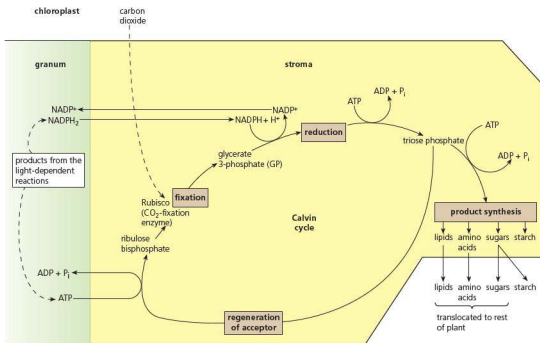 chloroplast
carbon
dioxide
granum
stroma
NADP⁺
NADPH₂
NADP⁺
NADPH + H⁺
ATP
ADP + Pᵢ
reduction
triose phosphate
ATP
ADP + Pᵢ
glycerate
3-phosphate (GP)
products from the
light-dependent
reactions
fixation
Rubisco
(CO₂-fixation
enzyme)
Calvin
cycle
ribulose
bisphosphate
product synthesis
lipids amino sugars starch
acids
ADP + Pᵢ
ATP
lipids amino sugars starch
acids
translocated to rest
of plant
regeneration
of acceptor